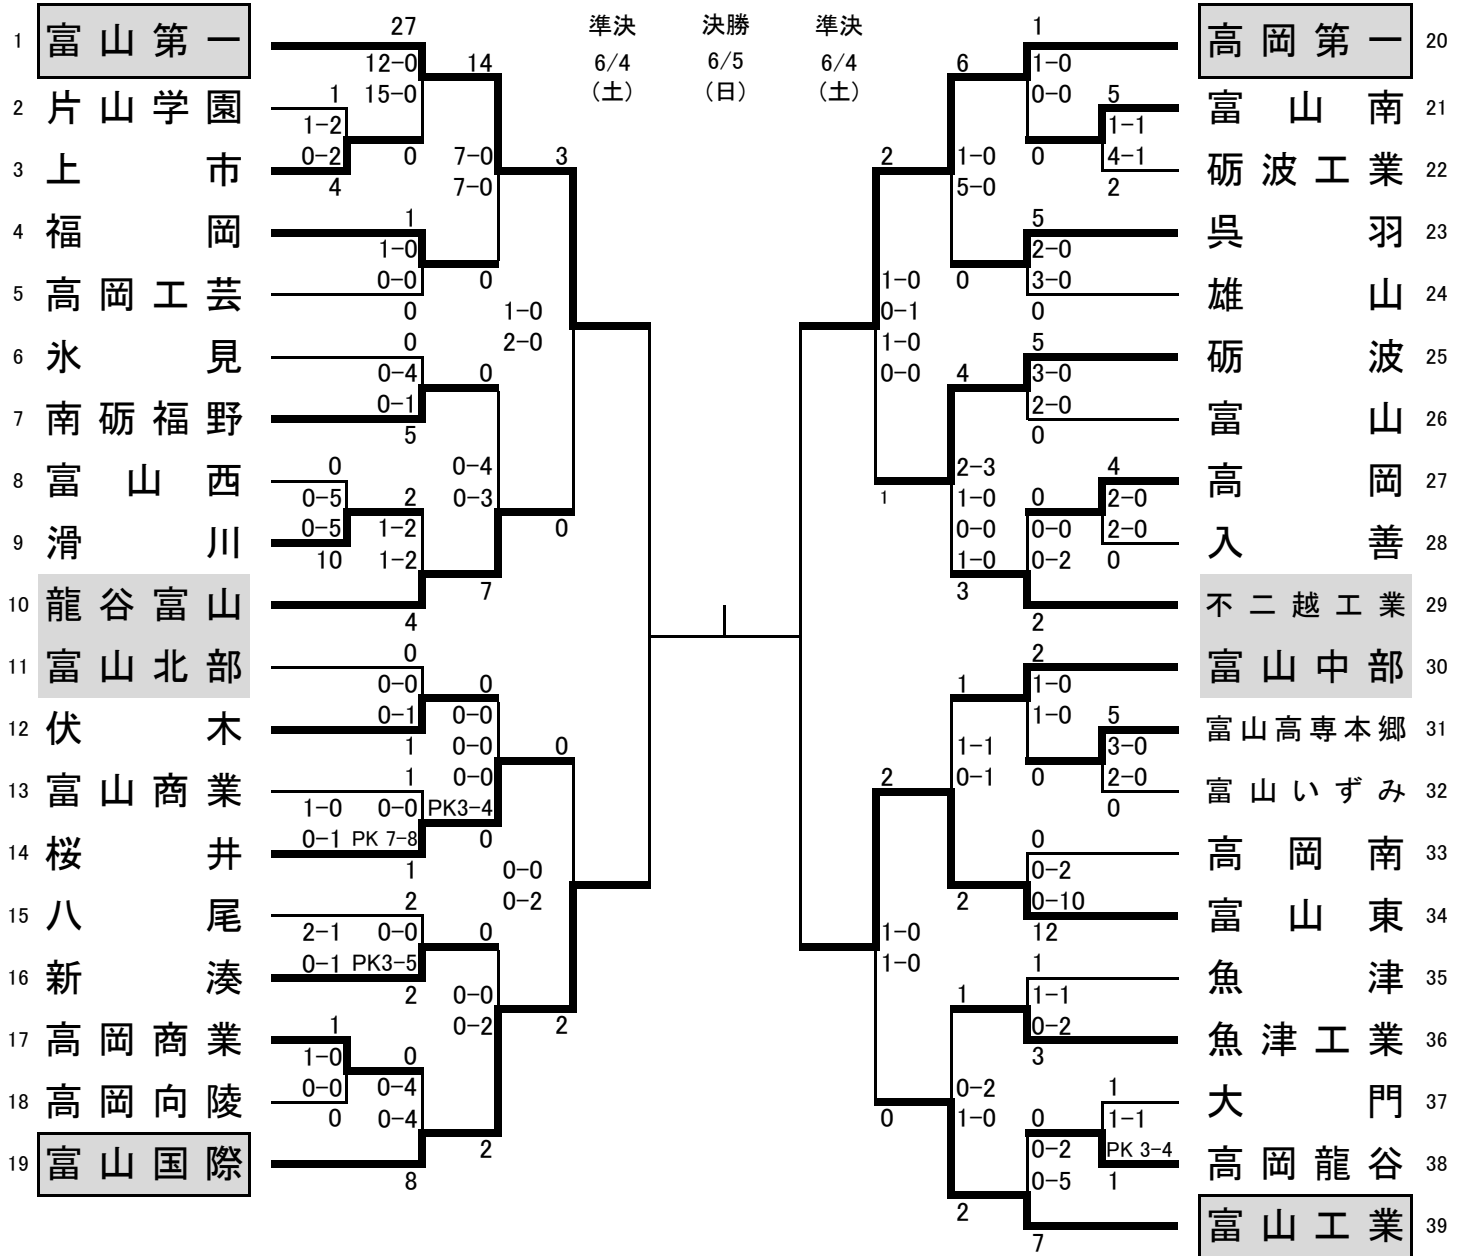 27 準決 決勝 準決 1
1 富山第一 高岡第一 20
12-0 14 6/4 6/5 6/4 6 1-0
1 15-0 (土) (日) (土) 0-0 5
2 片山学園 富山南 21
1-2 1-1
0-2 0 7-0 3 2 1-0 0 4-1
3 上市 砺波工業 22
4 7-0 5-0 2
1 5
4 福岡 呉羽 23
1-0 2-0
0-0 0 1-0 0 3-0
5 高岡工芸 雄山 24
0 1-0 0-1 0
0 2-0 1-0 5
6 氷見 砺波 25
0-4 0 0-0 4 3-0
0-1 2-0
7 南砺福野 富山 26
5 0
0 0-4 2-3 4
8 富山西 高岡 27
0-5 2 0-3 1 1-0 0 2-0
0-5 1-2 0 0-0 0-0 2-0
9 滑川 入善 28
10 1-2 1-0 0-2 0
7 3
10 龍谷富山 不二越工業 29
4 2
0 2
11 富山北部 富山中部 30
0-0 0 1 1-0
0-1 0-0 1-0 5
12 伏木 富山高専本郷 31
1 0-0 0 1-1 3-0
1 0-0 2 0-1 0 2-0
13 富山商業 富山いずみ 32
1-0 0-0 PK3-4 0
0-1 PK 7-8 0 0
14 桜井 高岡南 33
1 0-0 0-2
2 0-2 2 0-10
15 八尾 富山東 34
2-1 0-0 0 1-0 12
0-1 PK3-5 1-0 1
16 新湊 魚津 35
2 0-0 1 1-1
1 0-2 2 0-2
17 高岡商業 魚津工業 36
1-0 0 3
0-0 0-4 0-2 1
18 高岡向陵 大門 37
0 0-4 0 1-0 0 1-1
2 0-2 PK 3-4
19 富山国際 高岡龍谷 38
8 0-5 1
2
富山工業 39
7